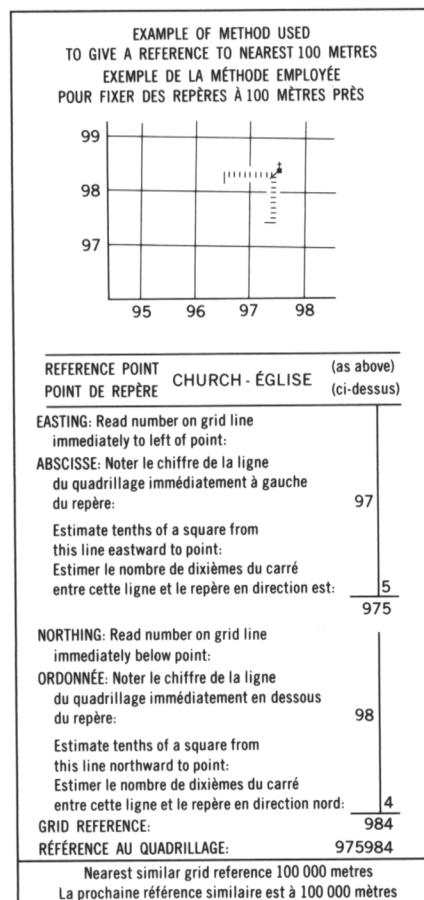 EXAMPLE OF METHOD USED
TO GIVE A REFERENCE TO NEAREST 100 METRES
EXEMPLE DE LA MÉTHODE EMPLOYÉE
POUR FIXER DES REPÈRES À 100 MÈTRES PRÈS
99
98
97
95 96 97 98
REFERENCE POINT
POINT DE REPÈRE
CHURCH - ÉGLISE
(as above)
(ci-dessus)
EASTING: Read number on grid line
immediately to left of point:
ABSCISSE: Noter le chiffre de la ligne
du quadrillage immédiatement à gauche
du repère: 97
Estimate tenths of a square from
this line eastward to point:
Estimer le nombre de dixièmes du carré
entre cette ligne et le repère en direction est: 5
975
NORTHING: Read number on grid line
immediately below point:
ORDONNÉE: Noter le chiffre de la ligne
du quadrillage immédiatement en dessous
du repère: 98
Estimate tenths of a square from
this line northward to point:
Estimer le nombre de dixièmes du carré
entre cette ligne et le repère en direction nord: 4
GRID REFERENCE: 984
RÉFÉRENCE AU QUADRILLAGE: 975984
Nearest similar grid reference 100 000 metres
La prochaine référence similaire est à 100 000 mètres